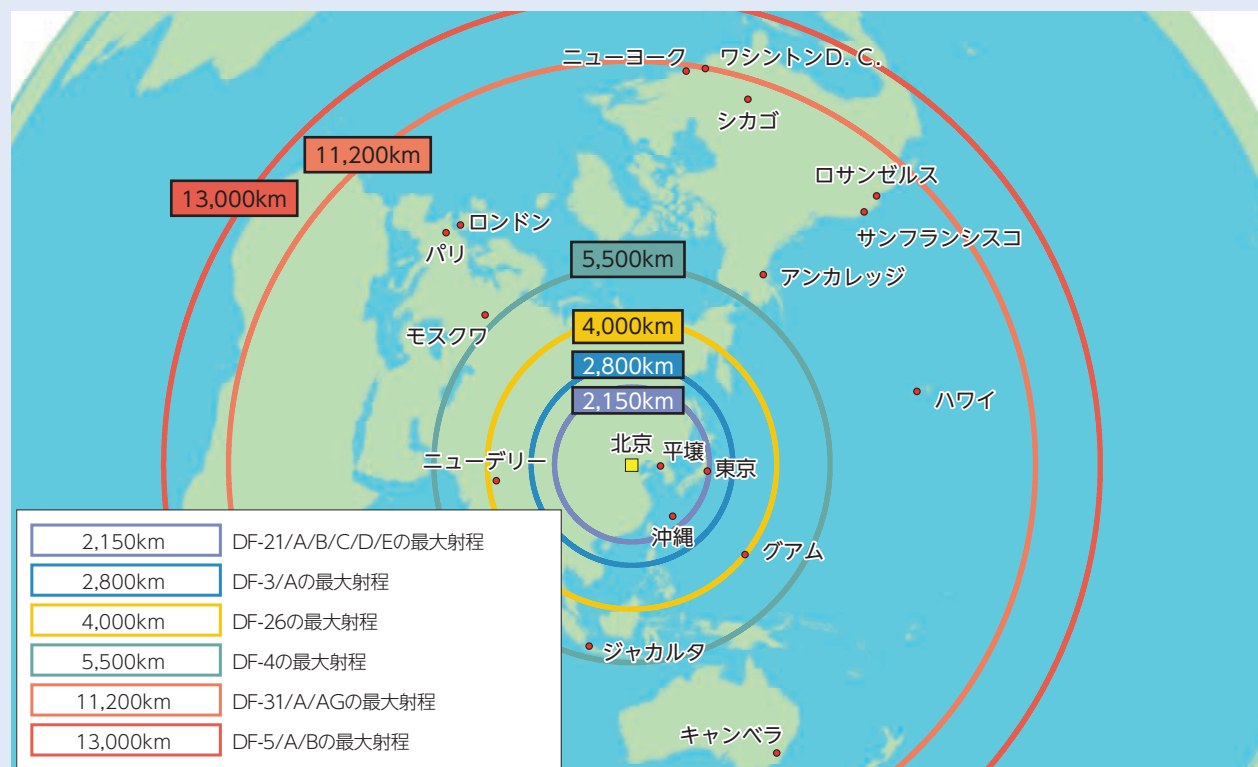 ニューヨーク
ワシントンD.C.
シカゴ
11,200km
ロサンゼルス
13,000km
ロンドン
サンフランシスコ
パリ
5,500km
アンカレッジ
4,000km
モスクワ
2,800km
2,150km
ハワイ
北京
平壌
ニューデリー
東京
沖縄
グアム
2,150km DF-21/A/B/C/D/Eの最大射程
2,800km DF-3/Aの最大射程
4,000km DF-26の最大射程
5,500km DF-4の最大射程
11,200km DF-31/A/AGの最大射程
13,000km DF-5/A/Bの最大射程
ジャカルタ
キャンベラ